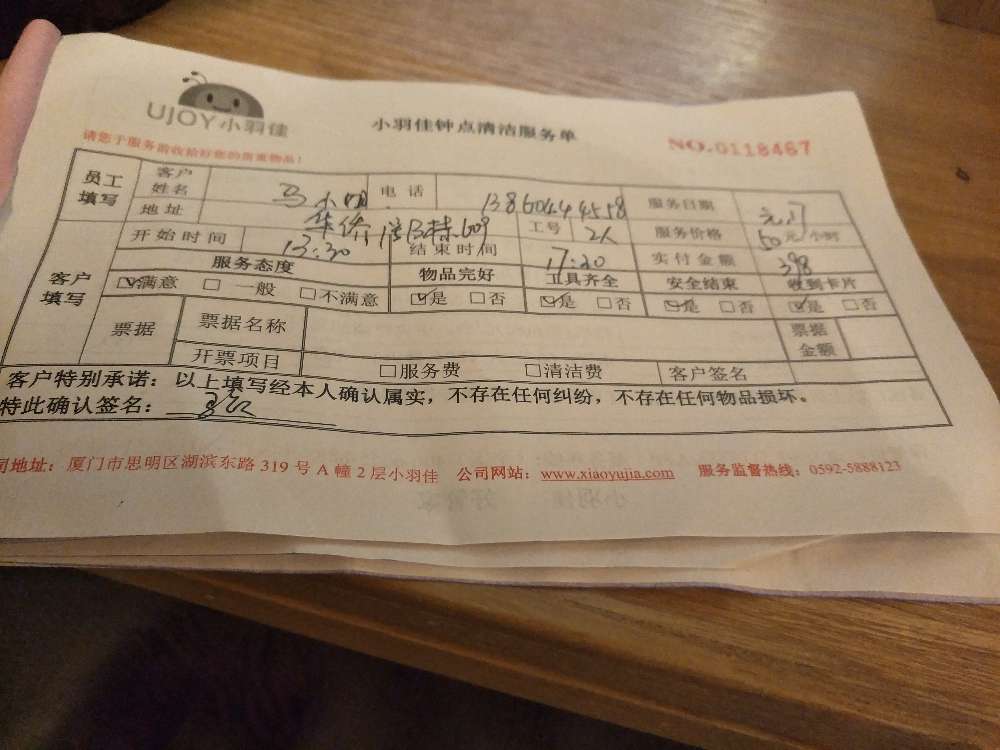 UJOY小羽佳
小羽佳钟点清洁服务单
NO.0118467
请您于服务前收拾好您的贵重物品！
员工填写 客户姓名 马小姐 电话 13860444558 服务日期
地址 华侨 B栋609 工号 2人 服务价格 50元/小时
开始时间 13:30 结束时间 17:20 实付金额 398
客户填写 服务态度 物品完好 工具齐全 安全结束 收到卡片
☑满意 □一般 □不满意 ☑是 □否 ☑是 □否 ☑是 □否 ☑是 □否
票据 票据名称 票据金额
开票项目 □服务费 □清洁费 客户签名
客户特别承诺：以上填写经本人确认属实，不存在任何纠纷，不存在任何物品损坏。
特此确认签名：
司地址：厦门市思明区湖滨东路319号A幢2层小羽佳 公司网站：www.xiaoyujia.com 服务监督热线：0592-5888123